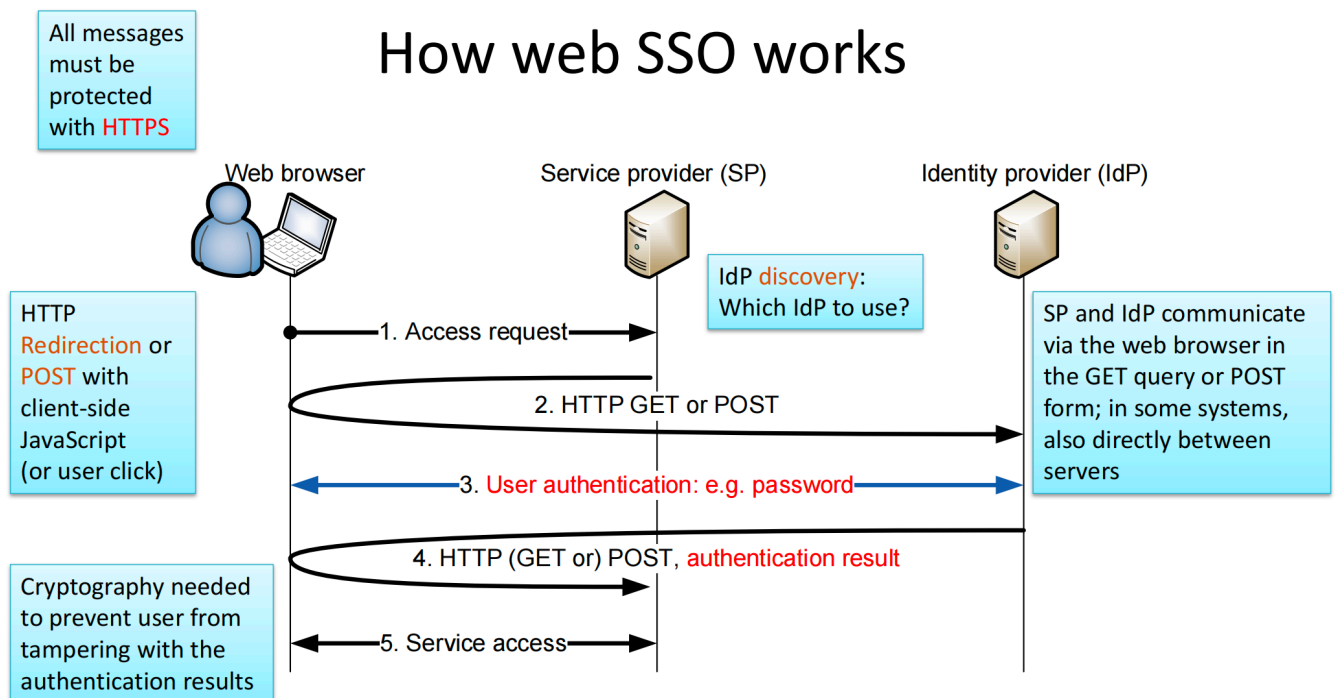 All messages
must be
protected
with HTTPS
How web SSO works
Web browser
Service provider (SP)
Identity provider (IdP)
IdP discovery:
Which IdP to use?
HTTP
Redirection or
POST with
client-side
JavaScript
(or user click)
SP and IdP communicate
via the web browser in
the GET query or POST
form; in some systems,
also directly between
servers
1. Access request
2. HTTP GET or POST
3. User authentication: e.g. password
4. HTTP (GET or) POST, authentication result
Cryptography needed
to prevent user from
tampering with the
authentication results
5. Service access